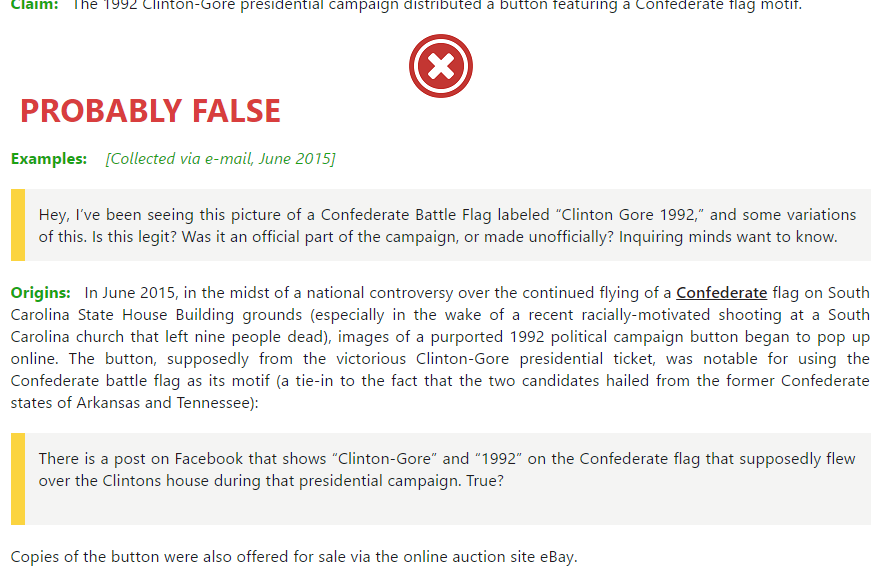 Claim: The 1992 Clinton-Gore presidential campaign distributed a button featuring a Confederate flag motif.
PROBABLY FALSE
Examples: [Collected via e-mail, June 2015]
Hey, I’ve been seeing this picture of a Confederate Battle Flag labeled “Clinton Gore 1992,” and some variations
of this. Is this legit? Was it an official part of the campaign, or made unofficially? Inquiring minds want to know.
Origins: In June 2015, in the midst of a national controversy over the continued flying of a Confederate flag on South
Carolina State House Building grounds (especially in the wake of a recent racially-motivated shooting at a South
Carolina church that left nine people dead), images of a purported 1992 political campaign button began to pop up
online. The button, supposedly from the victorious Clinton-Gore presidential ticket, was notable for using the
Confederate battle flag as its motif (a tie-in to the fact that the two candidates hailed from the former Confederate
states of Arkansas and Tennessee):
There is a post on Facebook that shows “Clinton-Gore” and “1992” on the Confederate flag that supposedly flew
over the Clintons house during that presidential campaign. True?
Copies of the button were also offered for sale via the online auction site eBay.